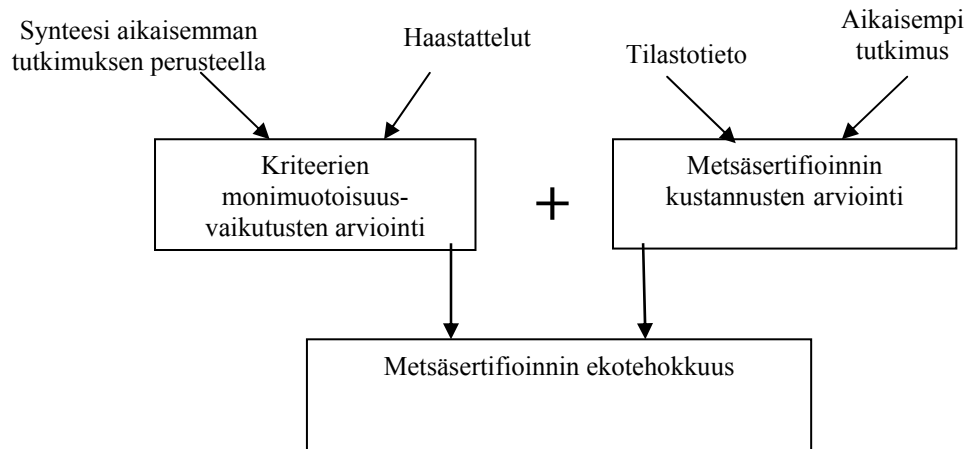 Synteesi aikaisemman
tutkimuksen perusteella
Haastattelut
Tilastotieto
Aikaisempi
tutkimus
Kriteerien
monimuotoisuus-
vaikutusten arviointi
+
Metsäsertifioinnin
kustannusten arviointi
Metsäsertifioinnin ekotehokkuus